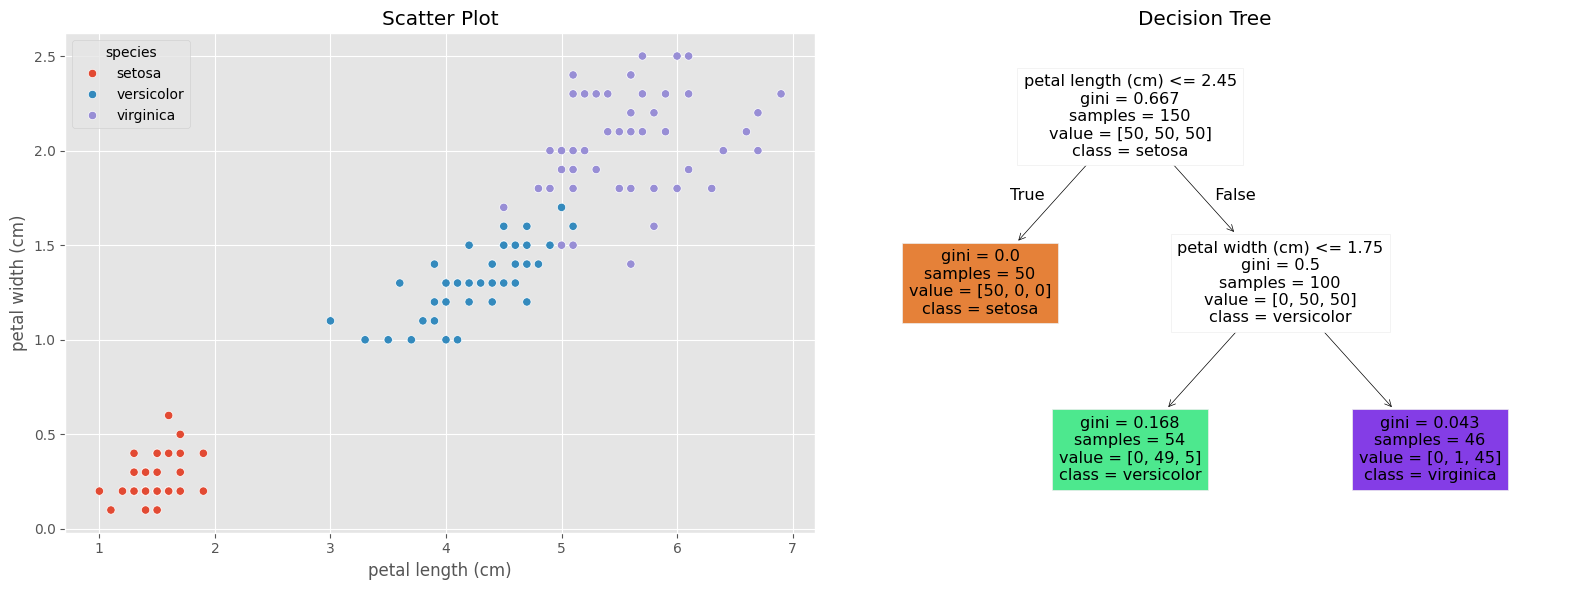 Scatter Plot
species
setosa
versicolor
virginica
2.5
2.0
1.5
1.0
0.5
0.0
petal width (cm)
1
2
3
4
5
6
7
petal length (cm)
Decision Tree
petal length (cm) <= 2.45
gini = 0.667
samples = 150
value = [50, 50, 50]
class = setosa
True
False
gini = 0.0
samples = 50
value = [50, 0, 0]
class = setosa
petal width (cm) <= 1.75
gini = 0.5
samples = 100
value = [0, 50, 50]
class = versicolor
gini = 0.168
samples = 54
value = [0, 49, 5]
class = versicolor
gini = 0.043
samples = 46
value = [0, 1, 45]
class = virginica